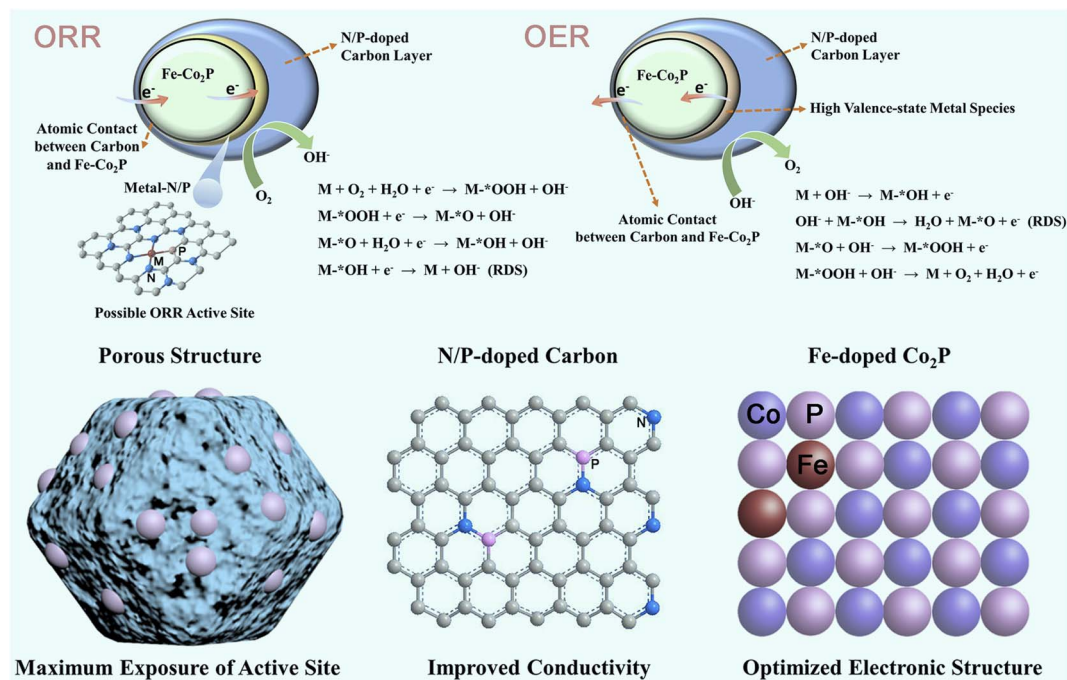 ORR
N/P-doped
Carbon Layer
Fe-Co₂P
e⁻
e⁻
Atomic Contact
between Carbon
and Fe-Co₂P
OH⁻
O₂
Metal-N/P
M
P
N
Possible ORR Active Site
M + O₂ + H₂O + e⁻ → M-*OOH + OH⁻
M-*OOH + e⁻ → M-*O + OH⁻
M-*O + H₂O + e⁻ → M-*OH + OH⁻
M-*OH + e⁻ → M + OH⁻ (RDS)
OER
N/P-doped
Carbon Layer
Fe-Co₂P
e⁻
e⁻
High Valence-state Metal Species
O₂
OH⁻
Atomic Contact
between Carbon and Fe-Co₂P
M + OH⁻ → M-*OH + e⁻
OH⁻ + M-*OH → H₂O + M-*O + e⁻ (RDS)
M-*O + OH⁻ → M-*OOH + e⁻
M-*OOH + OH⁻ → M + O₂ + H₂O + e⁻
Porous Structure
N/P-doped Carbon
Fe-doped Co₂P
N
P
Co
P
Fe
Maximum Exposure of Active Site
Improved Conductivity
Optimized Electronic Structure